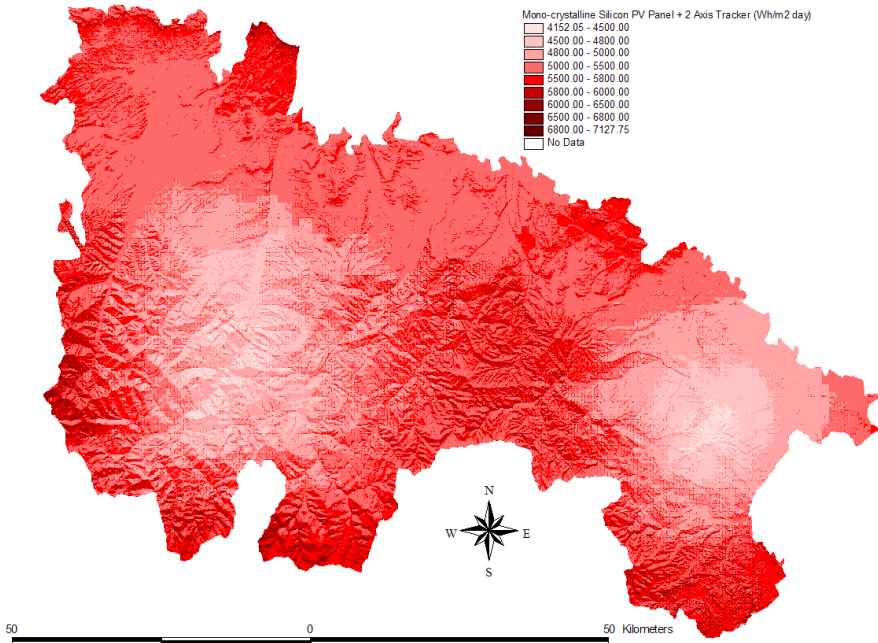 Mono-crystalline Silicon PV Panel + 2 Axis Tracker (Wh/m2 day)
4152.05 - 4500.00
4500.00 - 4800.00
4800.00 - 5000.00
5000.00 - 5500.00
5500.00 - 5800.00
5800.00 - 6000.00
6000.00 - 6500.00
6500.00 - 6800.00
6800.00 - 7127.75
No Data
N
W E
S
50 0 50 Kilometers